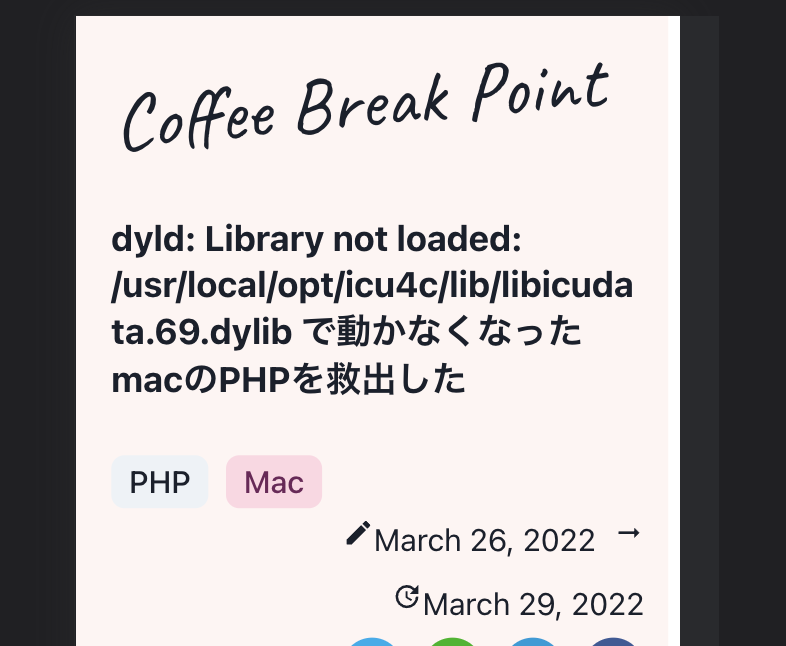 Coffee Break Point
dyld: Library not loaded:
/usr/local/opt/icu4c/lib/libicuda
ta.69.dylib で動かなくなった
macのPHPを救出した
PHP Mac
March 26, 2022 →
March 29, 2022